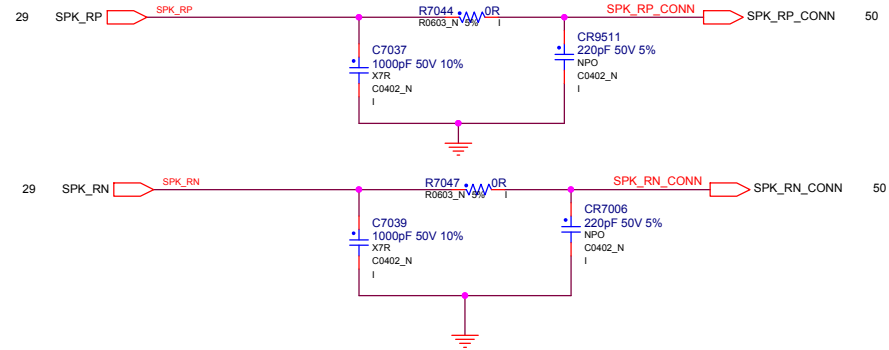 29 SPK_RP SPK_RP R7044 0R SPK_RP_CONN SPK_RP_CONN 50
R0603_N 5% I
C7037
1000pF 50V 10%
X7R
C0402_N
I
CR9511
220pF 50V 5%
NPO
C0402_N
I
29 SPK_RN SPK_RN R7047 0R SPK_RN_CONN SPK_RN_CONN 50
R0603_N 5% I
C7039
1000pF 50V 10%
X7R
C0402_N
I
CR7006
220pF 50V 5%
NPO
C0402_N
I